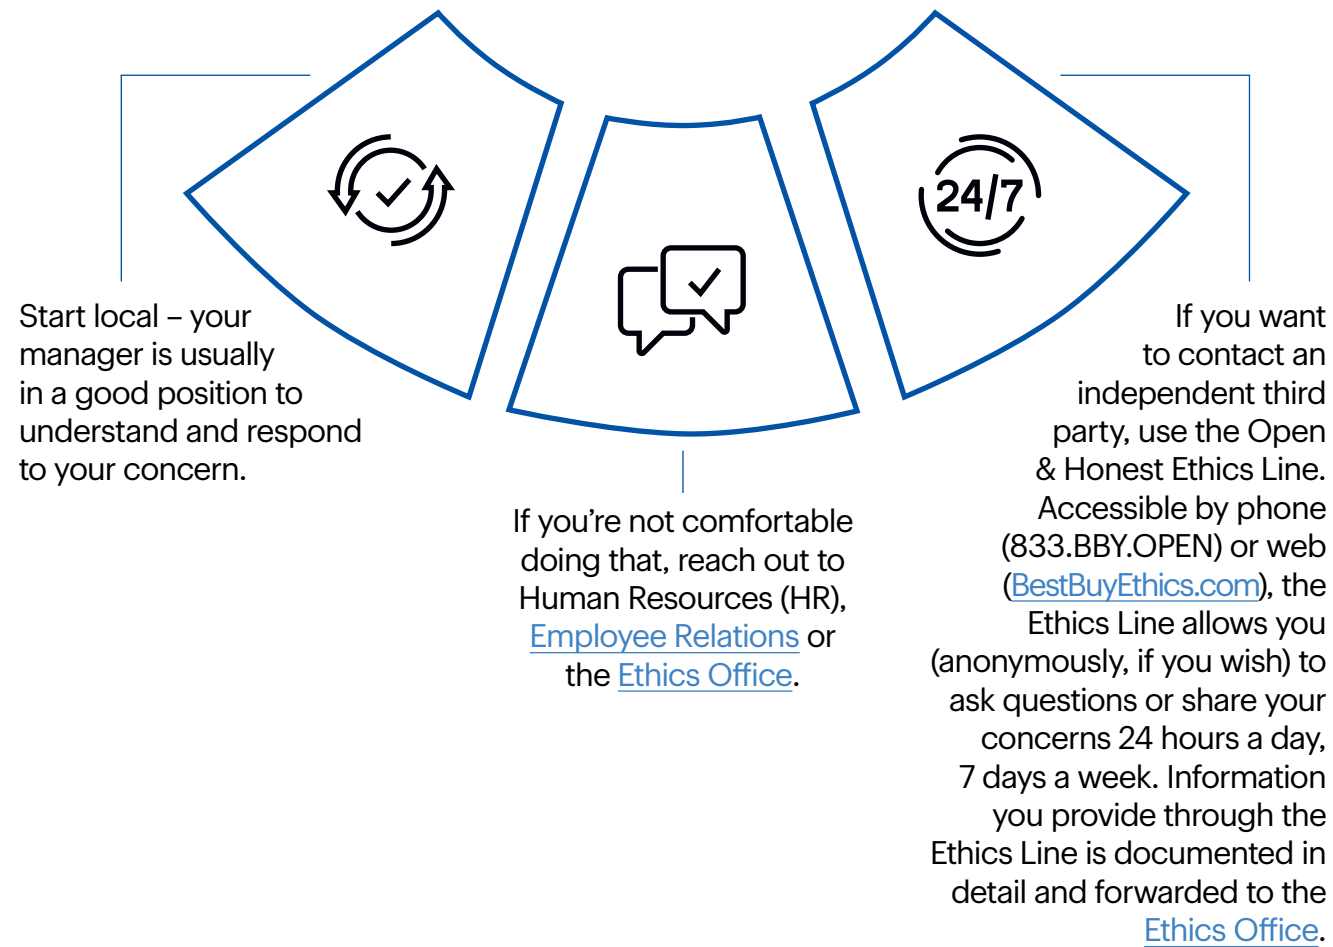 24/7
Start local – your
manager is usually
in a good position to
understand and respond
to your concern.
If you’re not comfortable
doing that, reach out to
Human Resources (HR),
Employee Relations or
the Ethics Office.
If you want
to contact an
independent third
party, use the Open
& Honest Ethics Line.
Accessible by phone
(833.BBY.OPEN) or web
(BestBuyEthics.com), the
Ethics Line allows you
(anonymously, if you wish) to
ask questions or share your
concerns 24 hours a day,
7 days a week. Information
you provide through the
Ethics Line is documented in
detail and forwarded to the
Ethics Office.